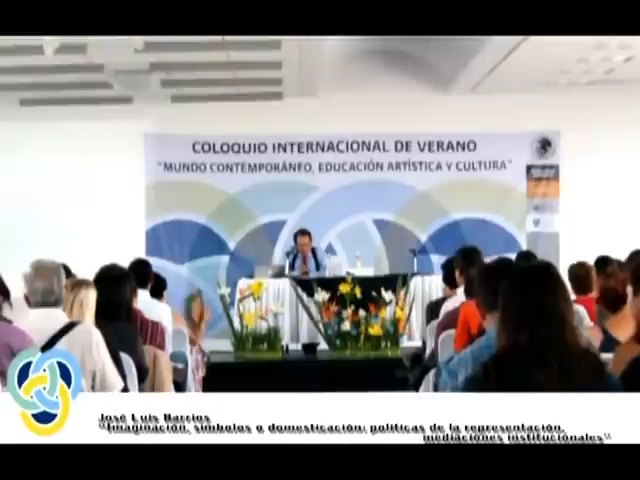 COLOQUIO INTERNACIONAL DE VERANO
"MUNDO CONTEMPORÁNEO, EDUCACIÓN ARTÍSTICA Y CULTURA"
José Luis Barrios
"Imaginación, símbolos o domesticación: políticas de la representación,
mediaciones institucionales"